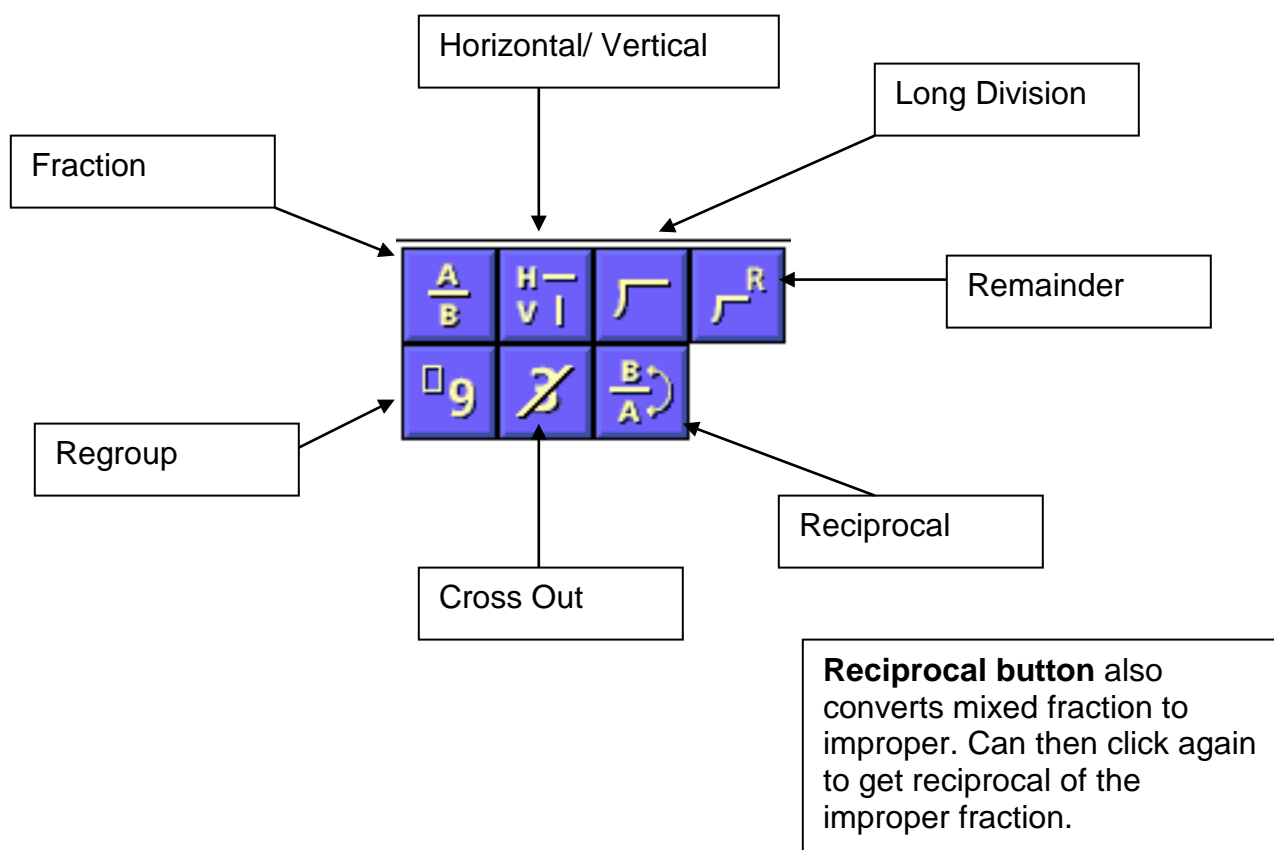 Horizontal/ Vertical
Long Division
Fraction
A
B
H
V
R
Remainder
9
3
B
A
Regroup
Reciprocal
Cross Out
Reciprocal button also
converts mixed fraction to
improper. Can then click again
to get reciprocal of the
improper fraction.